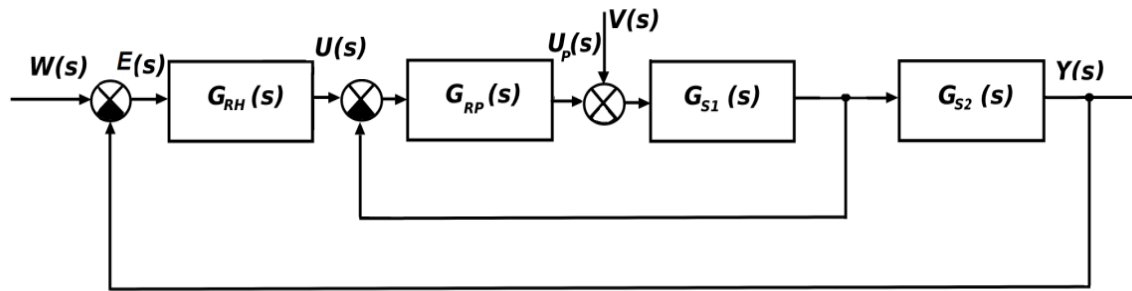 W(s)
E(s)
G_RH(s)
U(s)
G_RP(s)
U_P(s)
V(s)
G_S1(s)
G_S2(s)
Y(s)